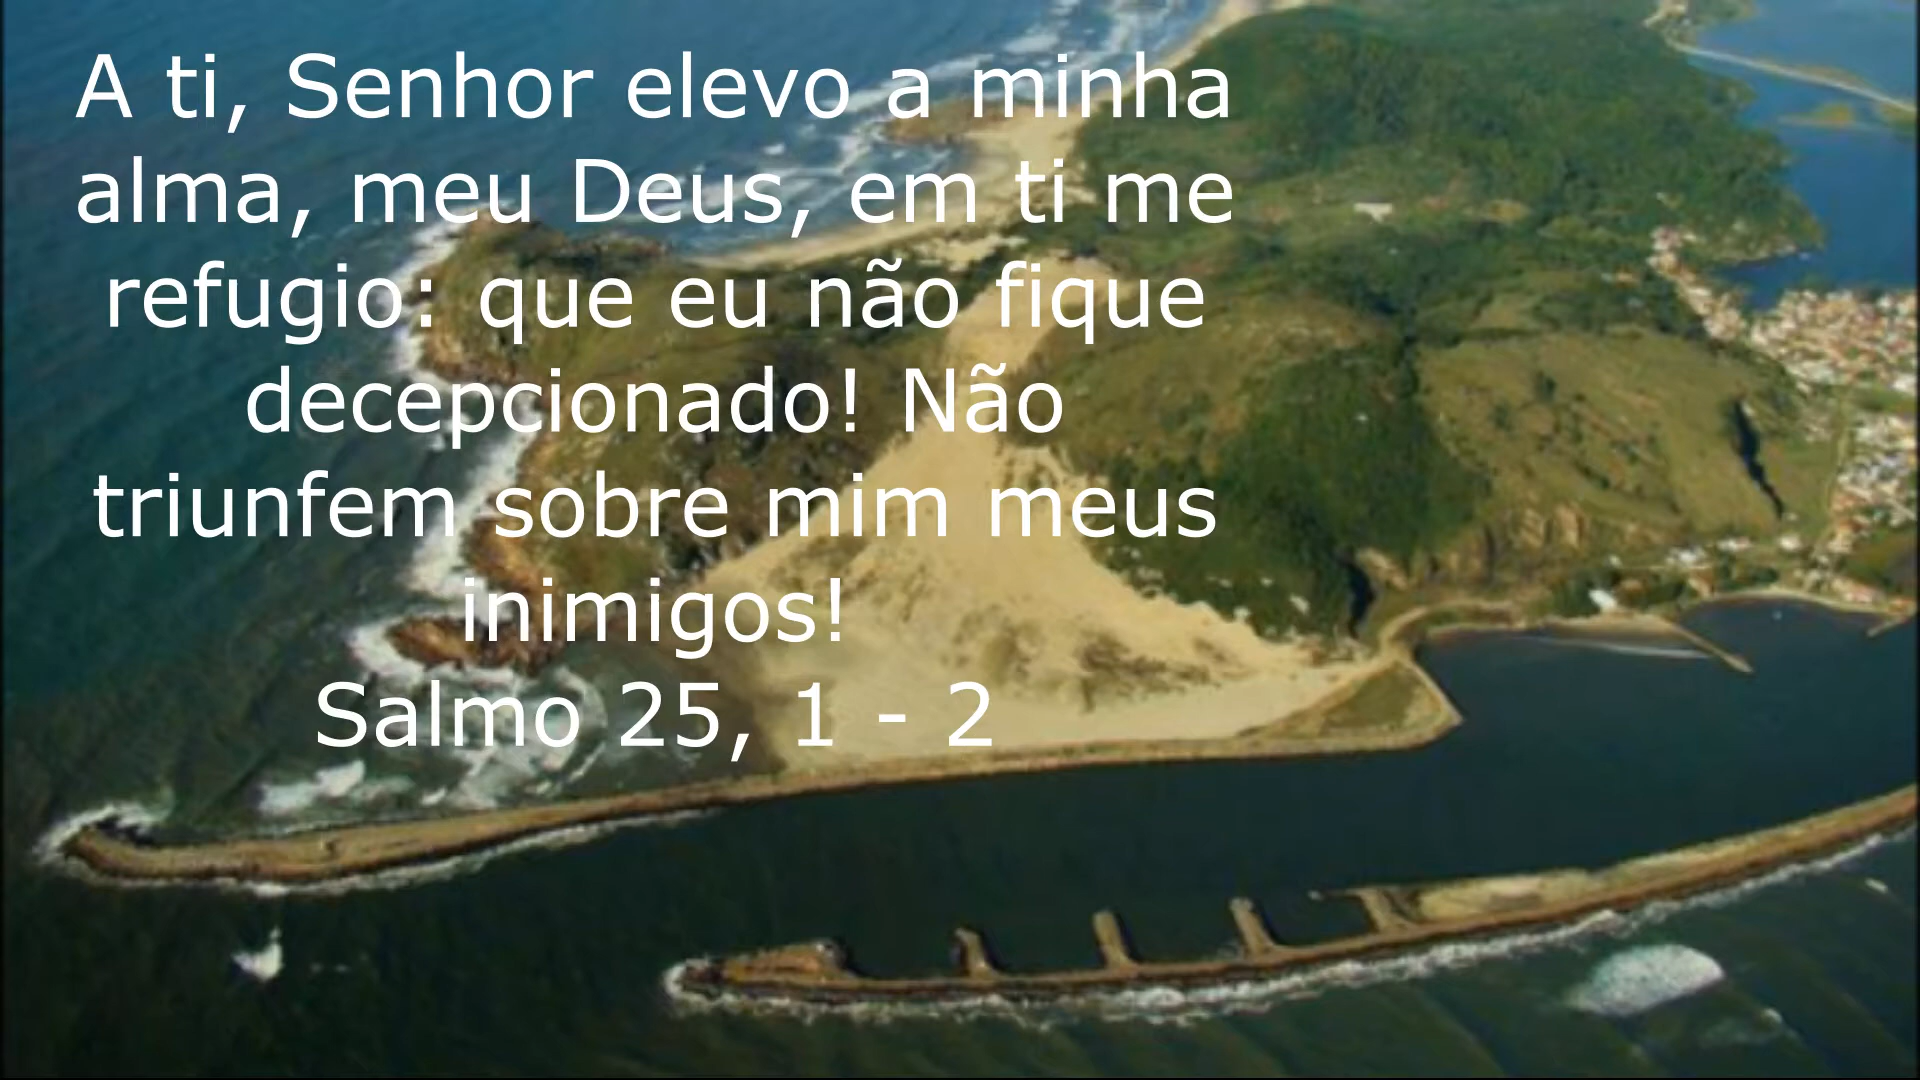 A ti, Senhor elevo a minha
alma, meu Deus, em ti me
refugio: que eu não fique
decepcionado! Não
triunfem sobre mim meus
inimigos!
Salmo 25, 1 - 2